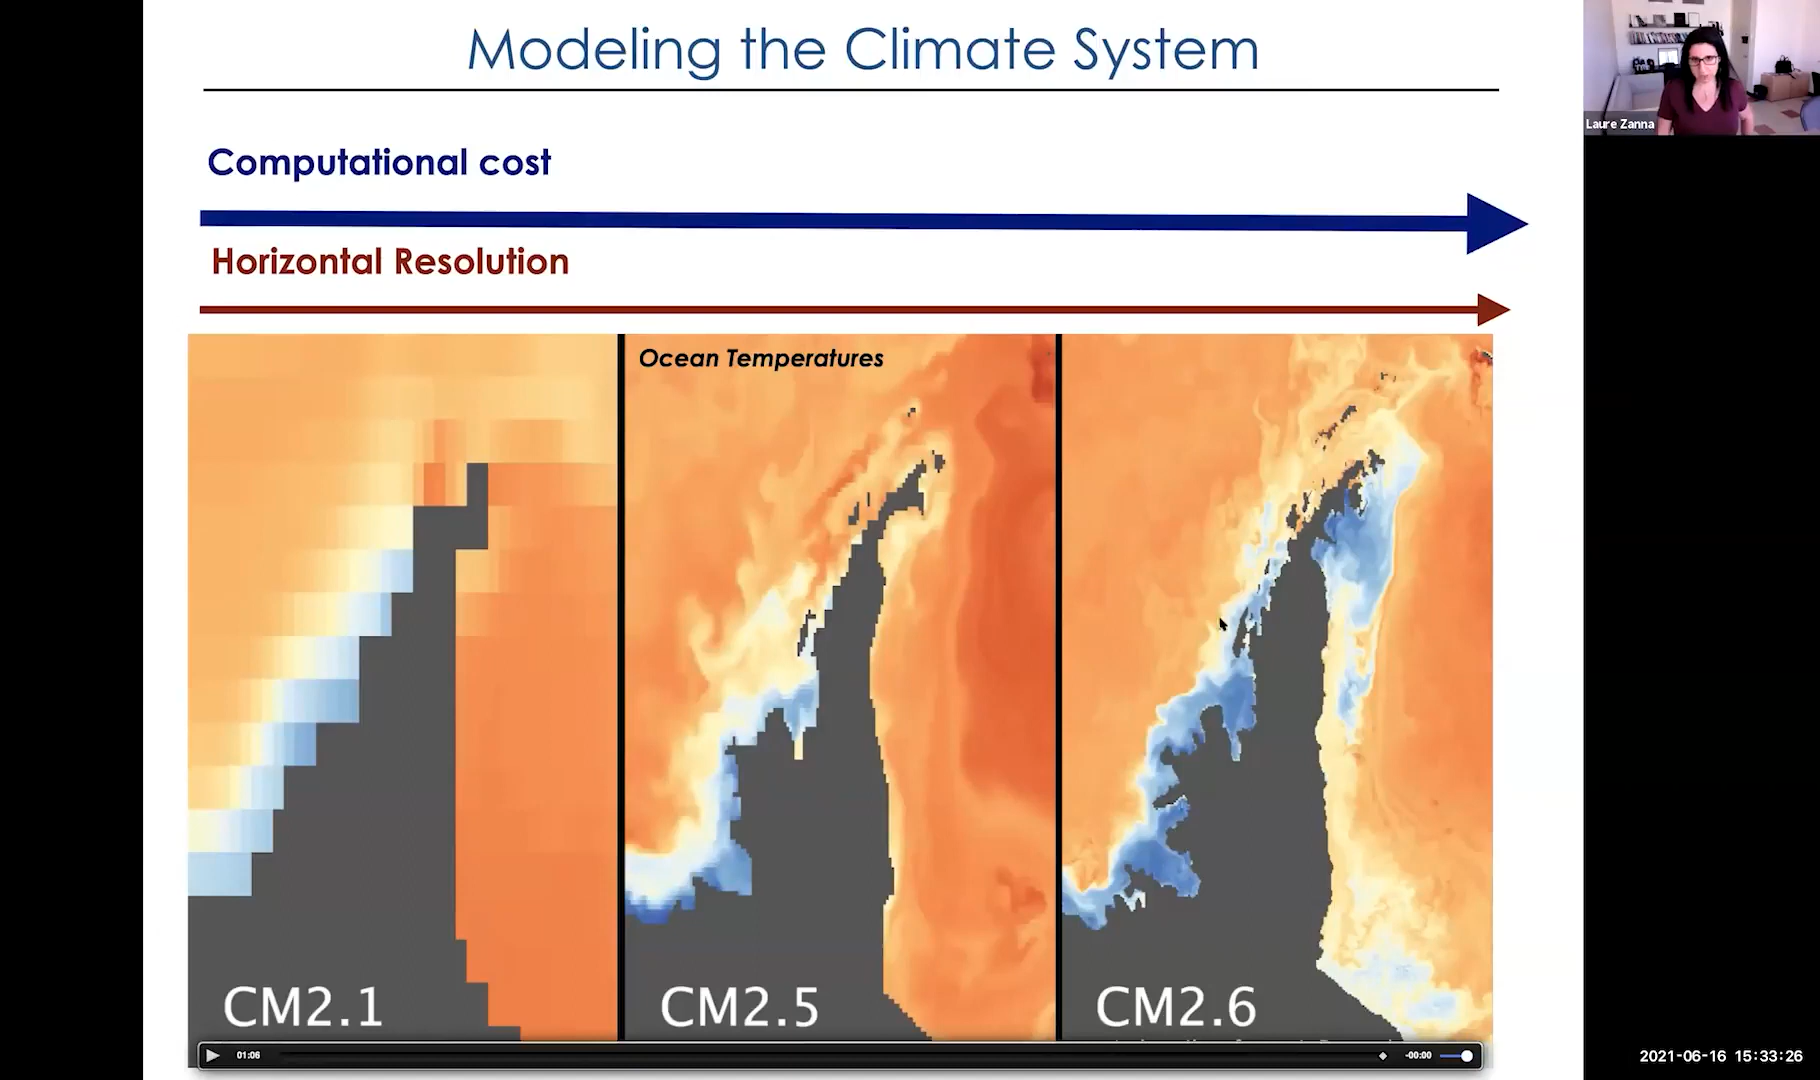 Modeling the Climate System
Laure Zanna
Computational cost
Horizontal Resolution
Ocean Temperatures
CM2.1
CM2.5
CM2.6
01:06
-00:00
2021-06-16 15:33:26